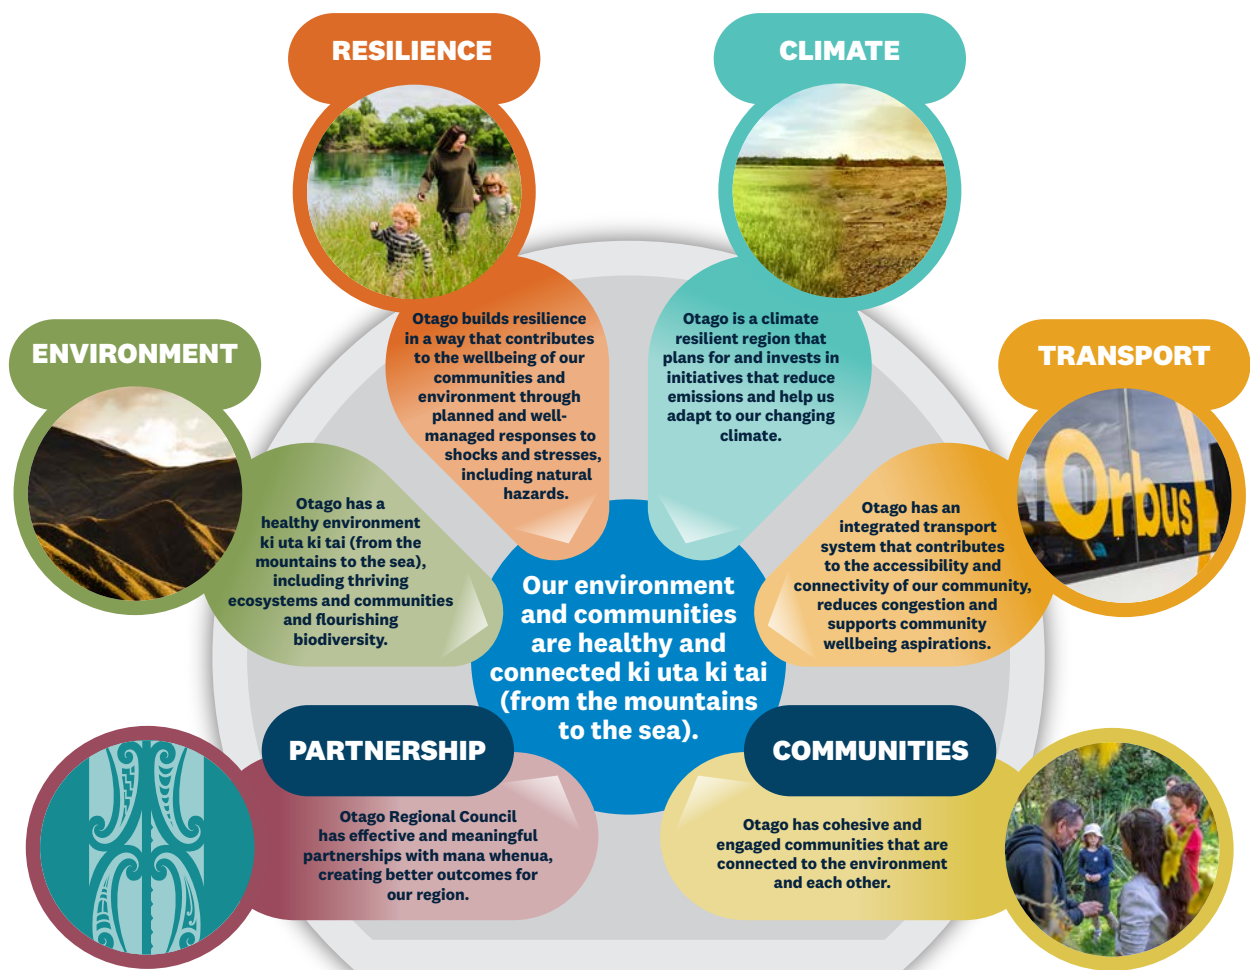 RESILIENCE
Otago builds resilience
in a way that contributes
to the wellbeing of our
communities and
environment through
planned and well-
managed responses to
shocks and stresses,
including natural
hazards.
CLIMATE
Otago is a climate
resilient region that
plans for and invests in
initiatives that reduce
emissions and help us
adapt to our changing
climate.
ENVIRONMENT
Otago has a
healthy environment
ki uta ki tai (from the
mountains to the sea),
including thriving
ecosystems and communities
and flourishing
biodiversity.
TRANSPORT
Orbus
Otago has an
integrated transport
system that contributes
to the accessibility and
connectivity of our community,
reduces congestion and
supports community
wellbeing aspirations.
Our environment
and communities
are healthy and
connected ki uta ki tai
(from the mountains
to the sea).
PARTNERSHIP
Otago Regional Council
has effective and meaningful
partnerships with mana whenua,
creating better outcomes for
our region.
COMMUNITIES
Otago has cohesive and
engaged communities that are
connected to the environment
and each other.